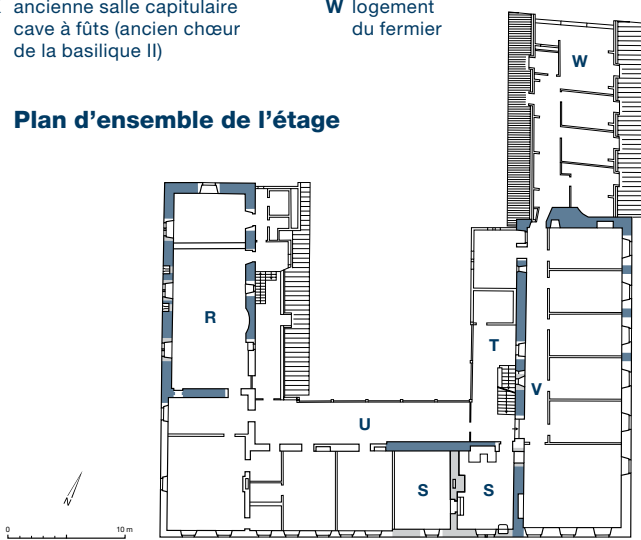 ancienne salle capitulaire
cave à fûts (ancien chœur
de la basilique II)
W logement
du fermier
Plan d’ensemble de l’étage
W
R
T
V
U
S
S
N
0
10 m